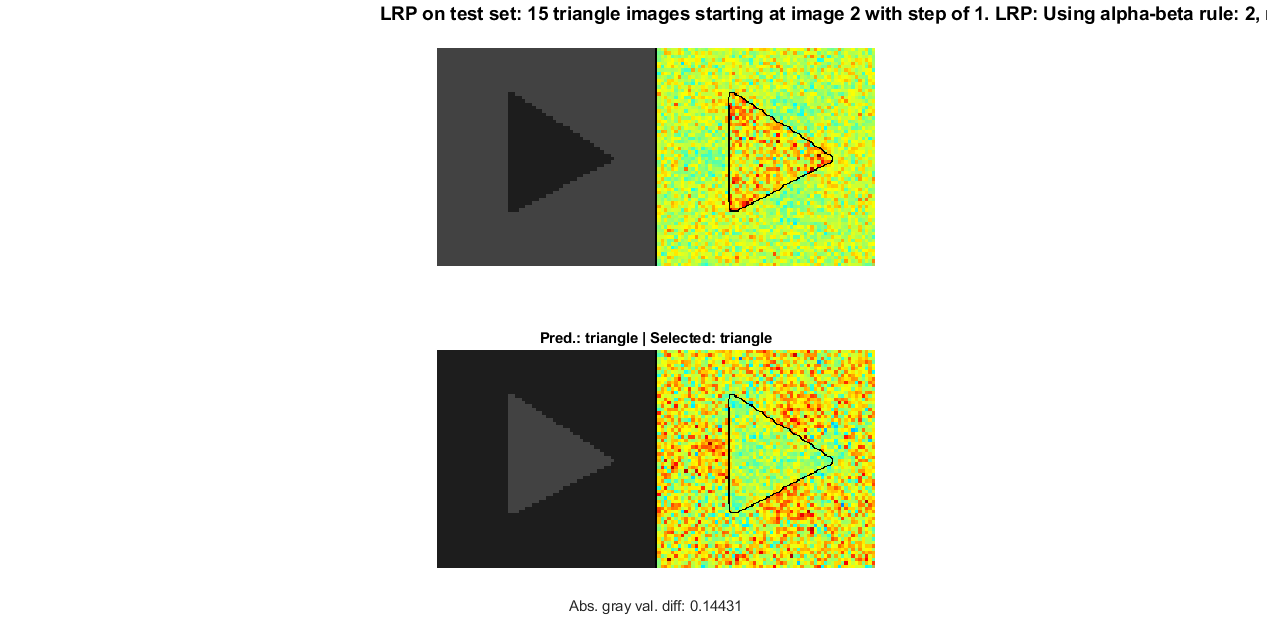 LRP on test set: 15 triangle images starting at image 2 with step of 1. LRP: Using alpha-beta rule: 2,
Pred.: triangle | Selected: triangle
Abs. gray val. diff: 0.14431